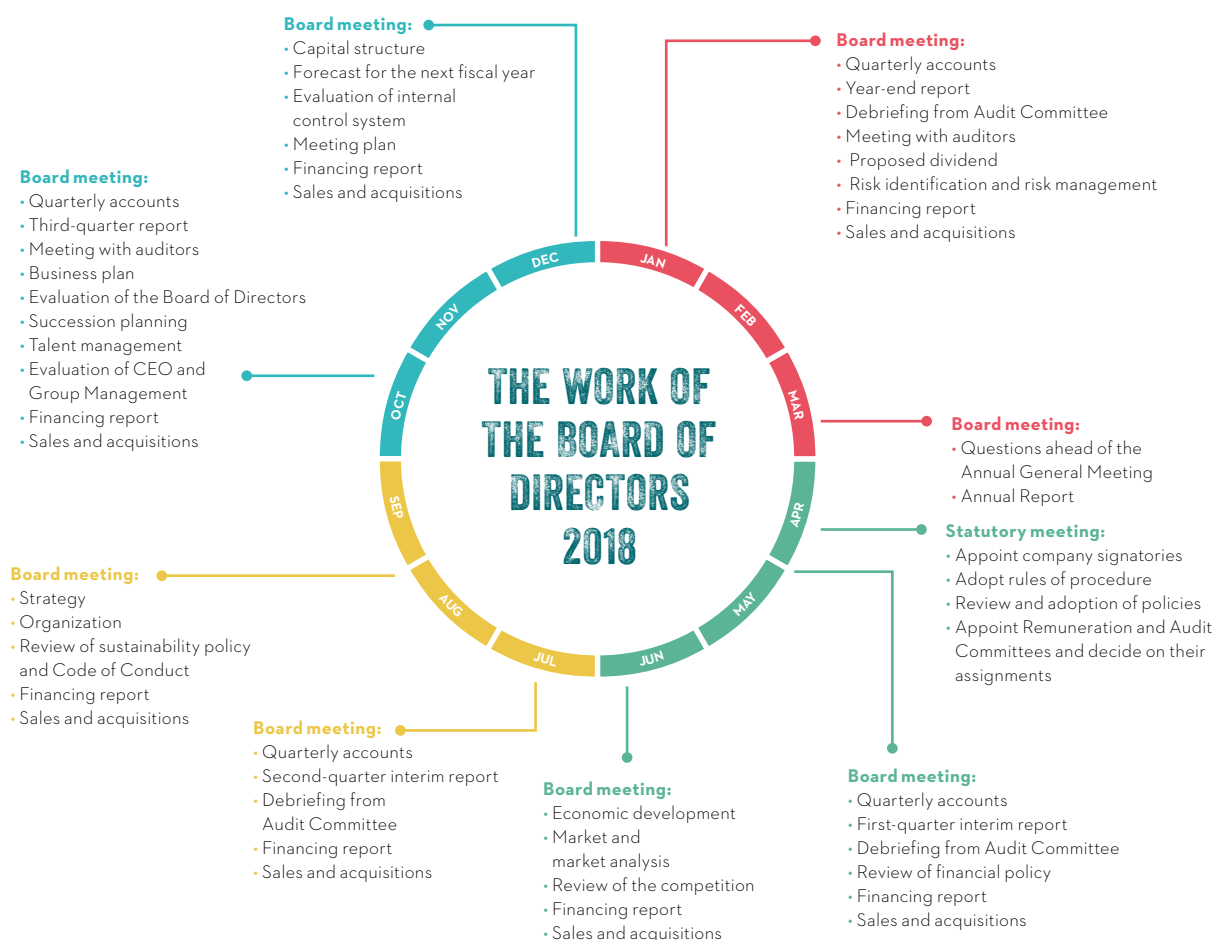 Board meeting:
• Capital structure
• Forecast for the next fiscal year
• Evaluation of internal
control system
• Meeting plan
• Financing report
• Sales and acquisitions
Board meeting:
• Quarterly accounts
• Year-end report
• Debriefing from Audit Committee
• Meeting with auditors
• Proposed dividend
• Risk identification and risk management
• Financing report
• Sales and acquisitions
Board meeting:
• Quarterly accounts
• Third-quarter report
• Meeting with auditors
• Business plan
• Evaluation of the Board of Directors
• Succession planning
• Talent management
• Evaluation of CEO and
Group Management
• Financing report
• Sales and acquisitions
JAN
FEB
MAR
APR
MAY
JUN
JUL
AUG
SEP
OCT
NOV
DEC
THE WORK OF
THE BOARD OF
DIRECTORS
2018
Board meeting:
• Questions ahead of the
Annual General Meeting
• Annual Report
Statutory meeting:
• Appoint company signatories
• Adopt rules of procedure
• Review and adoption of policies
• Appoint Remuneration and Audit
Committees and decide on their
assignments
Board meeting:
• Strategy
• Organization
• Review of sustainability policy
and Code of Conduct
• Financing report
• Sales and acquisitions
Board meeting:
• Quarterly accounts
• Second-quarter interim report
• Debriefing from
Audit Committee
• Financing report
• Sales and acquisitions
Board meeting:
• Economic development
• Market and
market analysis
• Review of the competition
• Financing report
• Sales and acquisitions
Board meeting:
• Quarterly accounts
• First-quarter interim report
• Debriefing from Audit Committee
• Review of financial policy
• Financing report
• Sales and acquisitions